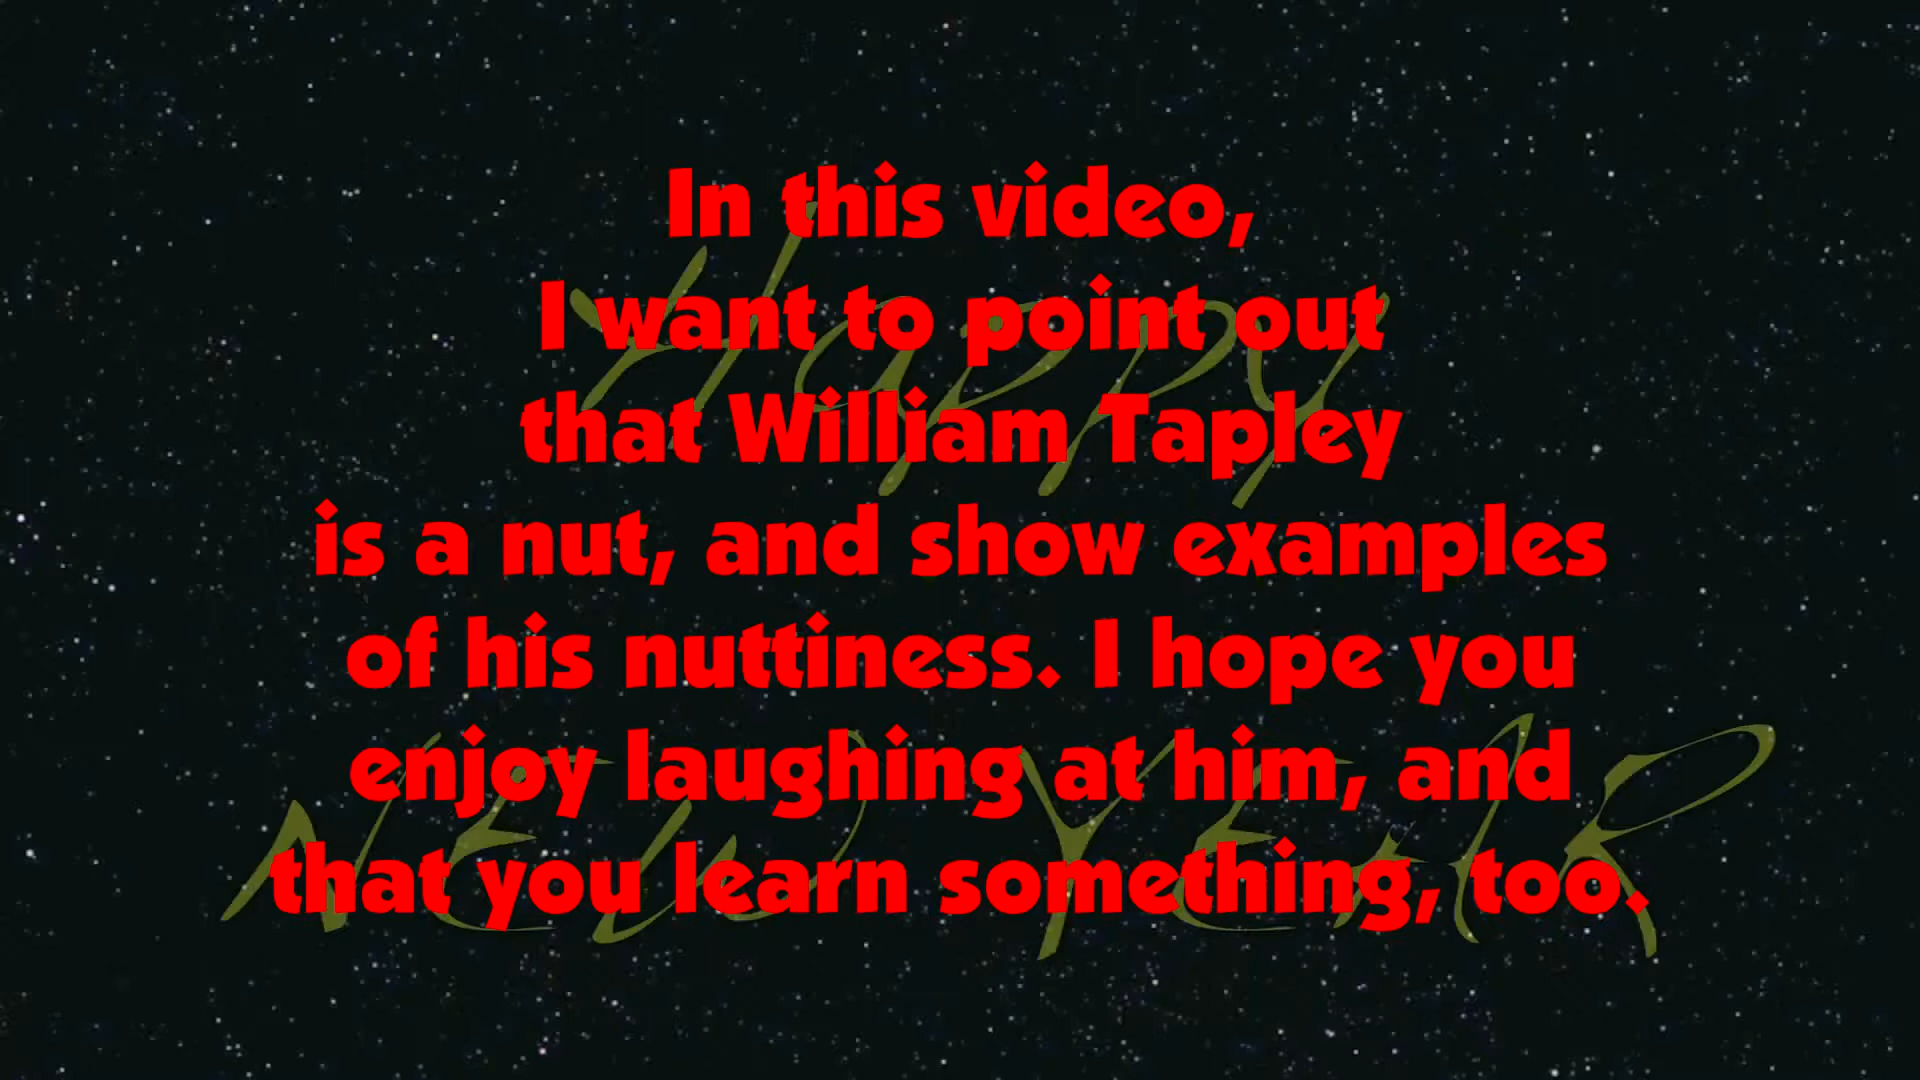 In this video,
I want to point out
that William Tapley
is a nut, and show examples
of his nuttiness. I hope you
enjoy laughing at him, and
that you learn something, too.
Happy
NEW YEAR